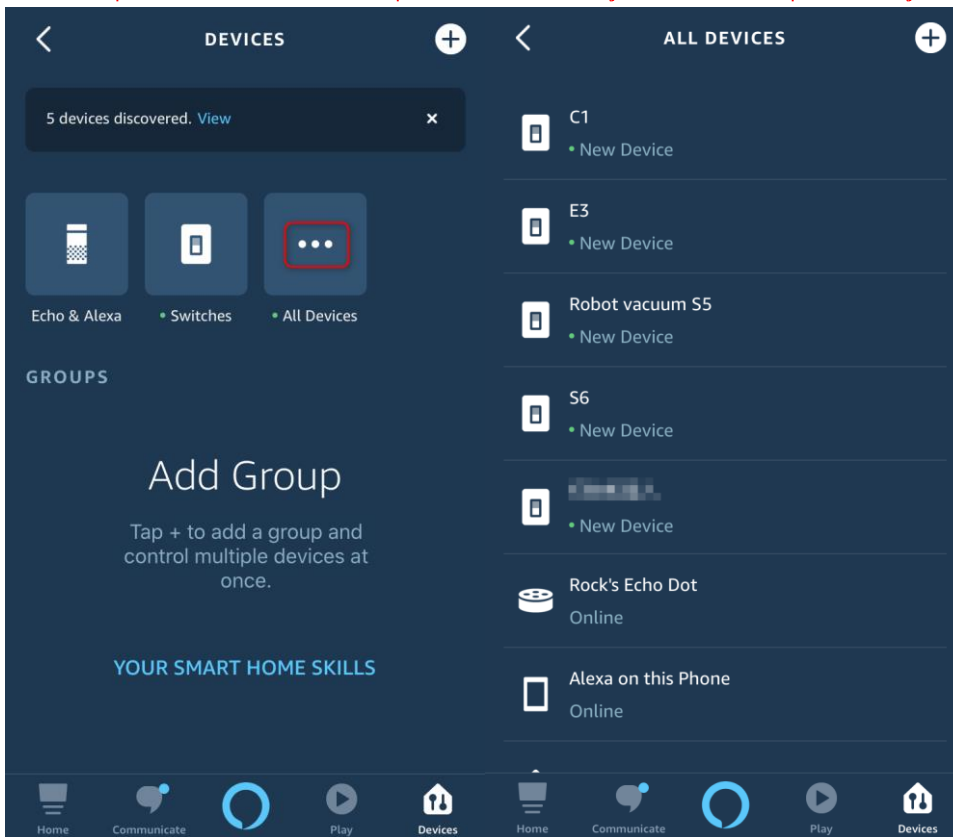 DEVICES
5 devices discovered. View
Echo & Alexa
Switches
All Devices
GROUPS
Add Group
Tap + to add a group and
control multiple devices at
once.
YOUR SMART HOME SKILLS
Home
Communicate
Play
Devices
ALL DEVICES
C1
New Device
E3
New Device
Robot vacuum S5
New Device
S6
New Device
New Device
Rock's Echo Dot
Online
Alexa on this Phone
Online
Home
Communicate
Play
Devices